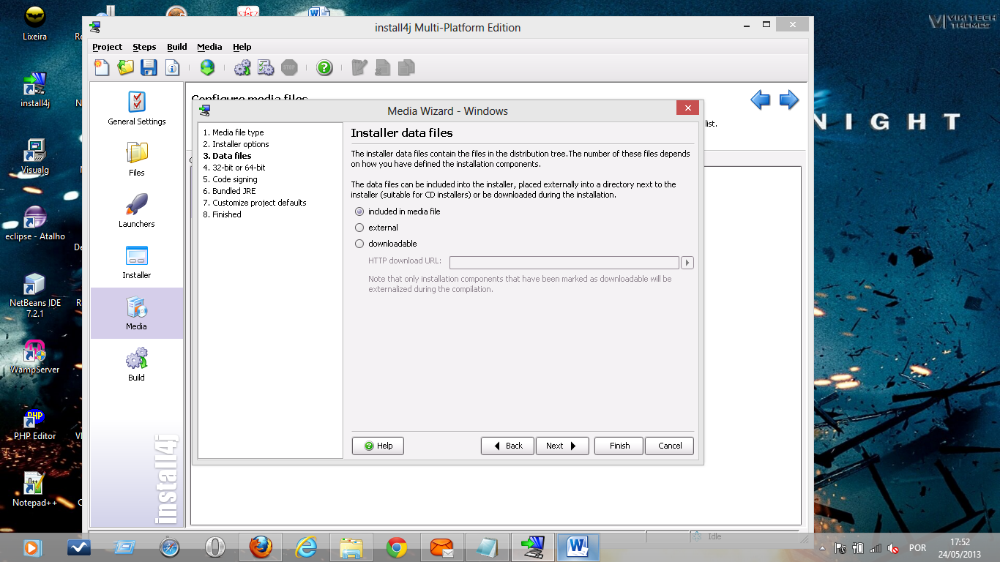 Lixeira
install4j
Visualg
eclipse - Atalho
NetBeans IDE
7.2.1
WampServer
PHP
PHP Editor
Notepad++
VIKITECH
THEMES
NIGHT
install4j Multi-Platform Edition
Project Steps Build Media Help
STOP
General Settings
Files
Launchers
Installer
Media
Build
install4j
Configure media files
list.
Media Wizard - Windows
1. Media file type
2. Installer options
3. Data files
4. 32-bit or 64-bit
5. Code signing
6. Bundled JRE
7. Customize project defaults
8. Finished
Installer data files
The installer data files contain the files in the distribution tree.The number of these files depends
on how you have defined the installation components.
The data files can be included into the installer, placed externally into a directory next to the
installer (suitable for CD installers) or be downloaded during the installation.
included in media file
external
downloadable
HTTP download URL:
Note that only installation components that have been marked as downloadable will be
externalized during the compilation.
Help
Back
Next
Finish
Cancel
Idle
POR
17:52
24/05/2013